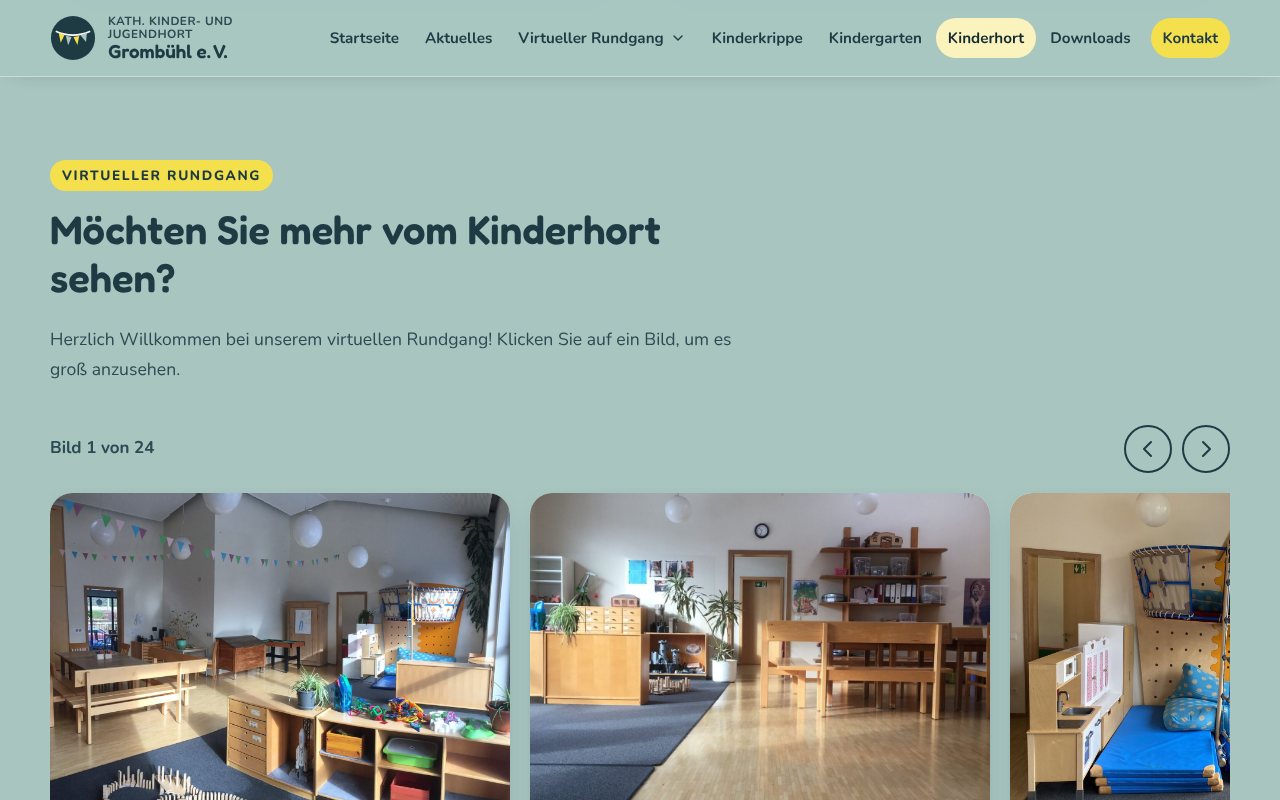 KATH. KINDER- UND
JUGENDHORT
Grombühl e.V.
Startseite Aktuelles Virtueller Rundgang Kinderkrippe Kindergarten Kinderhort Downloads Kontakt
VIRTUELLER RUNDGANG
Möchten Sie mehr vom Kinderhort
sehen?
Herzlich Willkommen bei unserem virtuellen Rundgang! Klicken Sie auf ein Bild, um es
groß anzusehen.
Bild 1 von 24